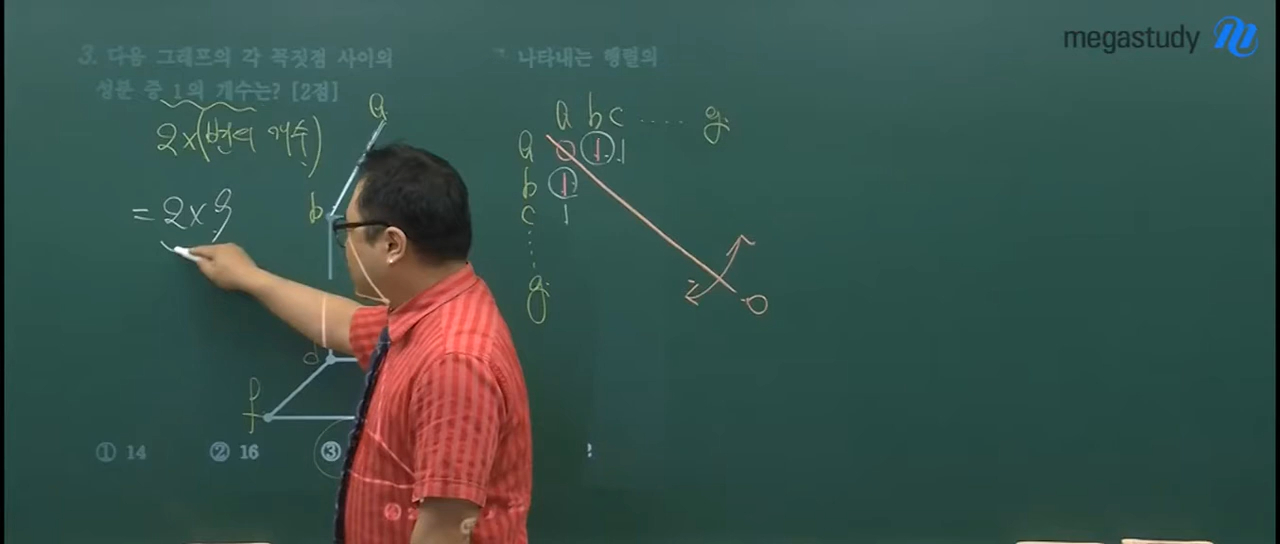 megastudy
3. 다음 그래프의 각 꼭짓점 사이의
나타내는 행렬의
성분 중 1의 개수는? [2점]
2×(변의 개수)
= 2×9
a
b
d
f
a b c ···· g
a 0 1 1
b 1
c 1
g
0
① 14 ② 16 ③